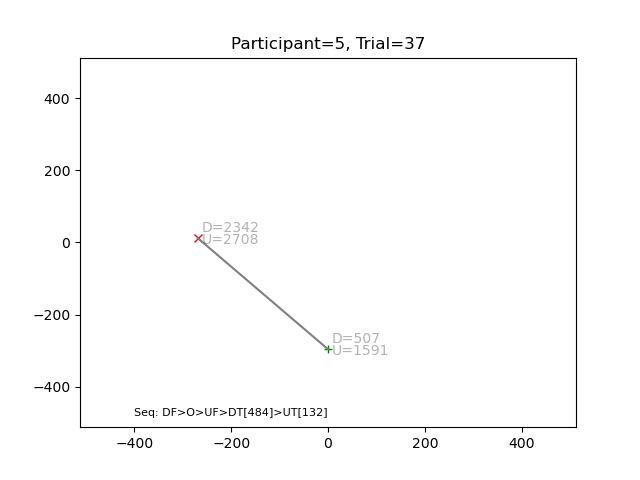 Participant=5, Trial=37
400
200
0
−200
−400
D=2342
U=2708
D=507
U=1591
Seq: DF>O>UF>DT[484]>UT[132]
−400
−200
0
200
400